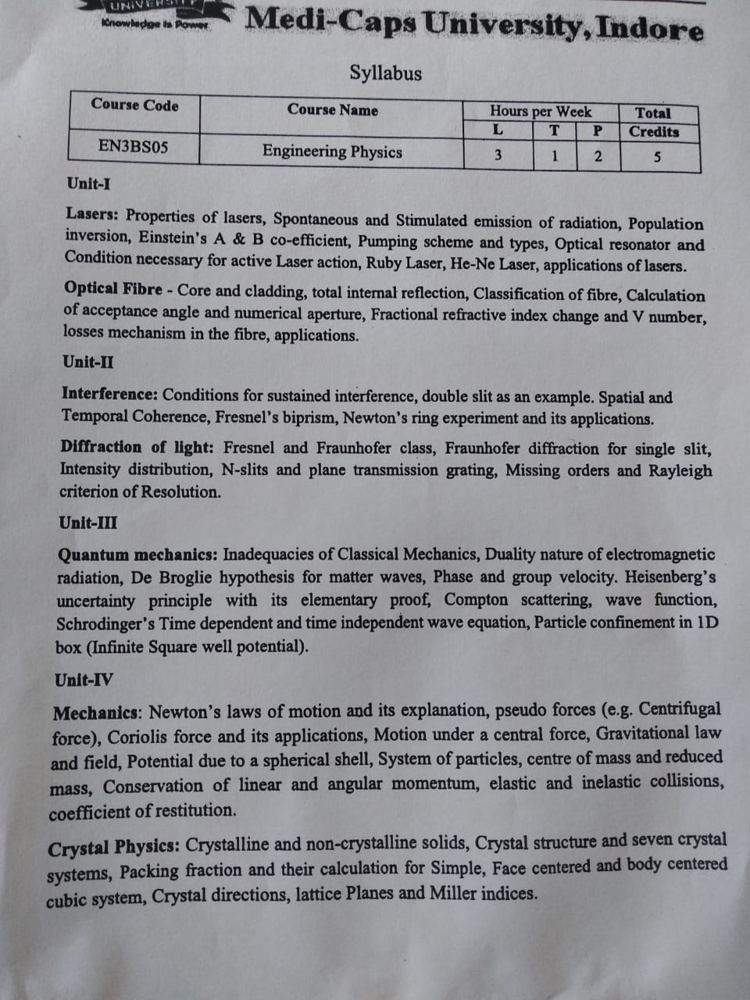 UNIVERSITY
Knowledge is Power
Medi-Caps University, Indore
Syllabus
Course Code Course Name Hours per Week Total Credits
L T P
EN3BS05 Engineering Physics 3 1 2 5
Unit-I
Lasers: Properties of lasers, Spontaneous and Stimulated emission of radiation, Population
inversion, Einstein's A & B co-efficient, Pumping scheme and types, Optical resonator and
Condition necessary for active Laser action, Ruby Laser, He-Ne Laser, applications of lasers.
Optical Fibre - Core and cladding, total internal reflection, Classification of fibre, Calculation
of acceptance angle and numerical aperture, Fractional refractive index change and V number,
losses mechanism in the fibre, applications.
Unit-II
Interference: Conditions for sustained interference, double slit as an example. Spatial and
Temporal Coherence, Fresnel's biprism, Newton's ring experiment and its applications.
Diffraction of light: Fresnel and Fraunhofer class, Fraunhofer diffraction for single slit,
Intensity distribution, N-slits and plane transmission grating, Missing orders and Rayleigh
criterion of Resolution.
Unit-III
Quantum mechanics: Inadequacies of Classical Mechanics, Duality nature of electromagnetic
radiation, De Broglie hypothesis for matter waves, Phase and group velocity. Heisenberg's
uncertainty principle with its elementary proof, Compton scattering, wave function,
Schrodinger's Time dependent and time independent wave equation, Particle confinement in 1D
box (Infinite Square well potential).
Unit-IV
Mechanics: Newton's laws of motion and its explanation, pseudo forces (e.g. Centrifugal
force), Coriolis force and its applications, Motion under a central force, Gravitational law
and field, Potential due to a spherical shell, System of particles, centre of mass and reduced
mass, Conservation of linear and angular momentum, elastic and inelastic collisions,
coefficient of restitution.
Crystal Physics: Crystalline and non-crystalline solids, Crystal structure and seven crystal
systems, Packing fraction and their calculation for Simple, Face centered and body centered
cubic system, Crystal directions, lattice Planes and Miller indices.